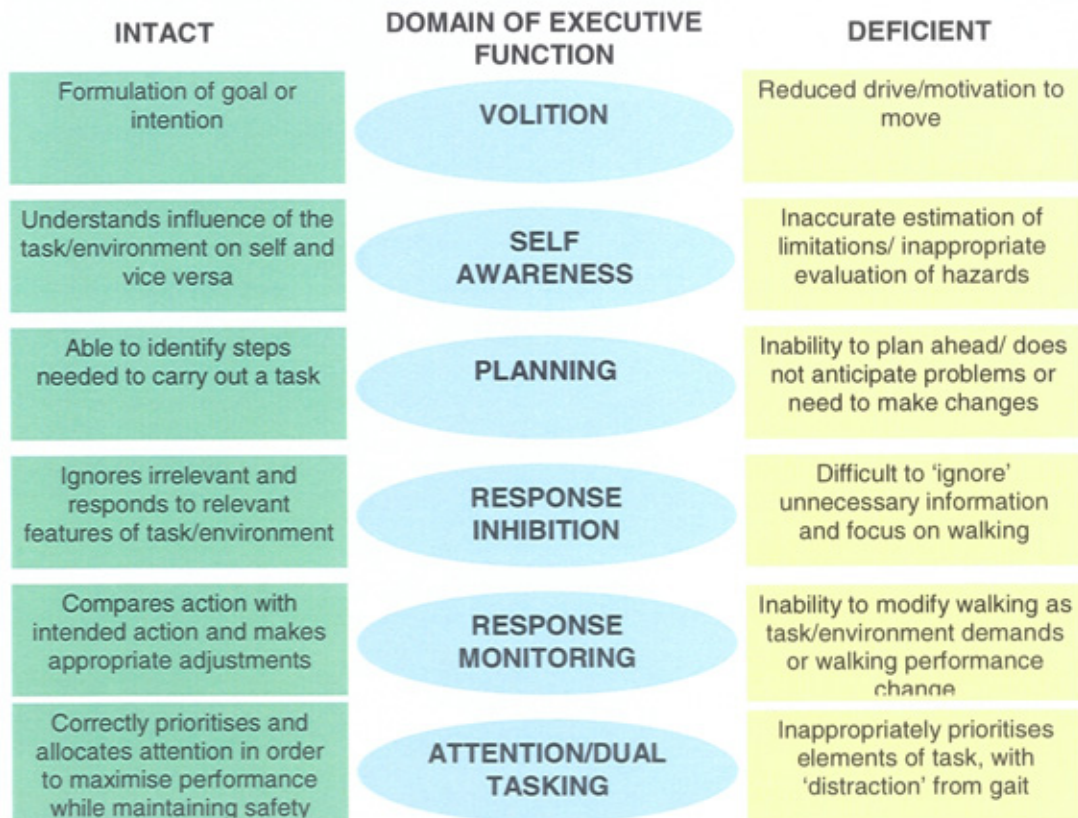 INTACT
DOMAIN OF EXECUTIVE
FUNCTION
DEFICIENT
Formulation of goal or
intention
VOLITION
Reduced drive/motivation to
move
Understands influence of the
task/environment on self and
vice versa
SELF
AWARENESS
Inaccurate estimation of
limitations/ inappropriate
evaluation of hazards
Able to identify steps
needed to carry out a task
PLANNING
Inability to plan ahead/ does
not anticipate problems or
need to make changes
Ignores irrelevant and
responds to relevant
features of task/environment
RESPONSE
INHIBITION
Difficult to ‘ignore’
unnecessary information
and focus on walking
Compares action with
intended action and makes
appropriate adjustments
RESPONSE
MONITORING
Inability to modify walking as
task/environment demands
or walking performance
change
Correctly prioritises and
allocates attention in order
to maximise performance
while maintaining safety
ATTENTION/DUAL
TASKING
Inappropriately prioritises
elements of task, with
‘distraction’ from gait